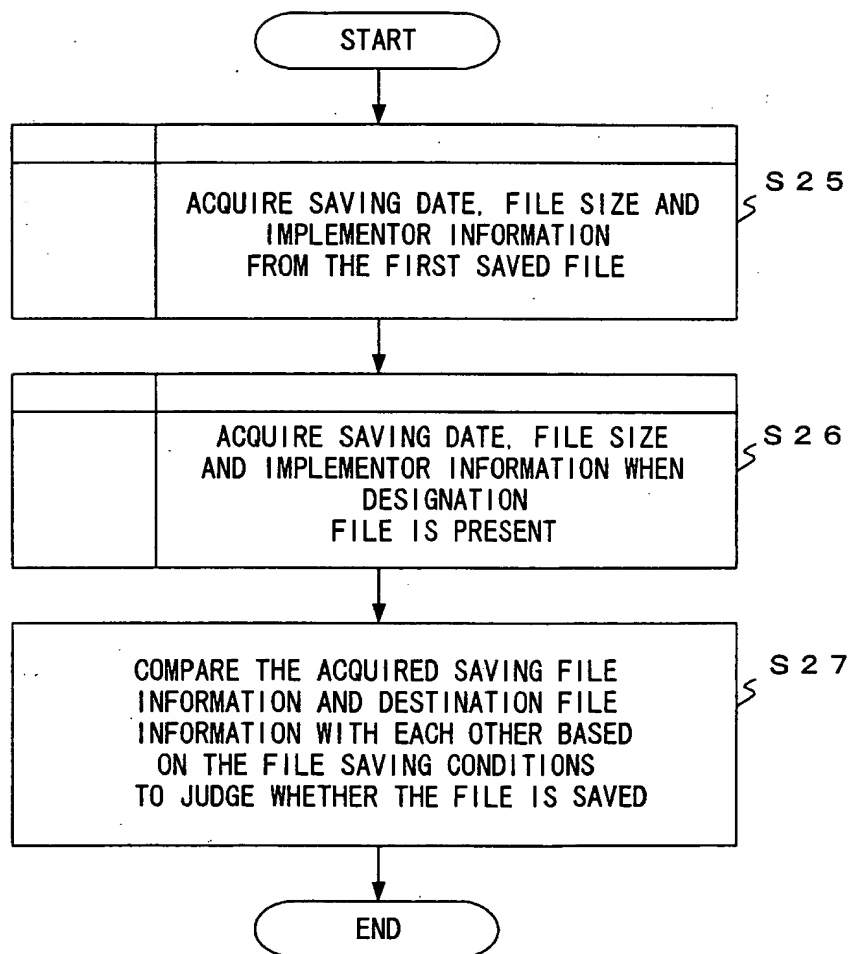 START
S25
ACQUIRE SAVING DATE, FILE SIZE AND
IMPLEMENTOR INFORMATION
FROM THE FIRST SAVED FILE
S26
ACQUIRE SAVING DATE, FILE SIZE
AND IMPLEMENTOR INFORMATION WHEN
DESIGNATION
FILE IS PRESENT
S27
COMPARE THE ACQUIRED SAVING FILE
INFORMATION AND DESTINATION FILE
INFORMATION WITH EACH OTHER BASED
ON THE FILE SAVING CONDITIONS
TO JUDGE WHETHER THE FILE IS SAVED
END